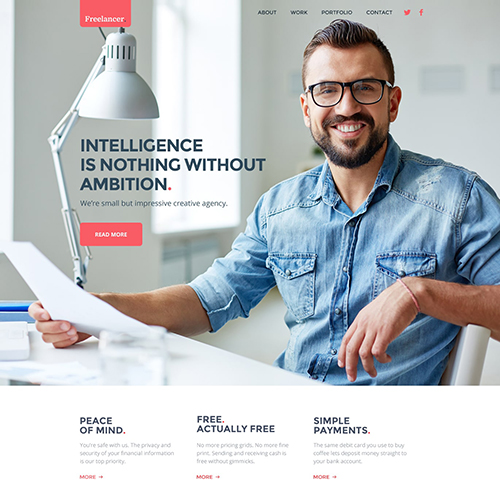 Freelancer
ABOUT WORK PORTFOLIO CONTACT
INTELLIGENCE
IS NOTHING WITHOUT
AMBITION.
We're small but impressive creative agency.
READ MORE
PEACE
OF MIND.
You're safe with us. The privacy and
security of your financial information
is our top priority.
MORE →
FREE.
ACTUALLY FREE
No more pricing grids. No more fine
print. Sending and receiving cash is
free without gimmicks.
MORE →
SIMPLE
PAYMENTS.
The same debit card you use to buy
coffee lets deposit money straight to
your bank account.
MORE →